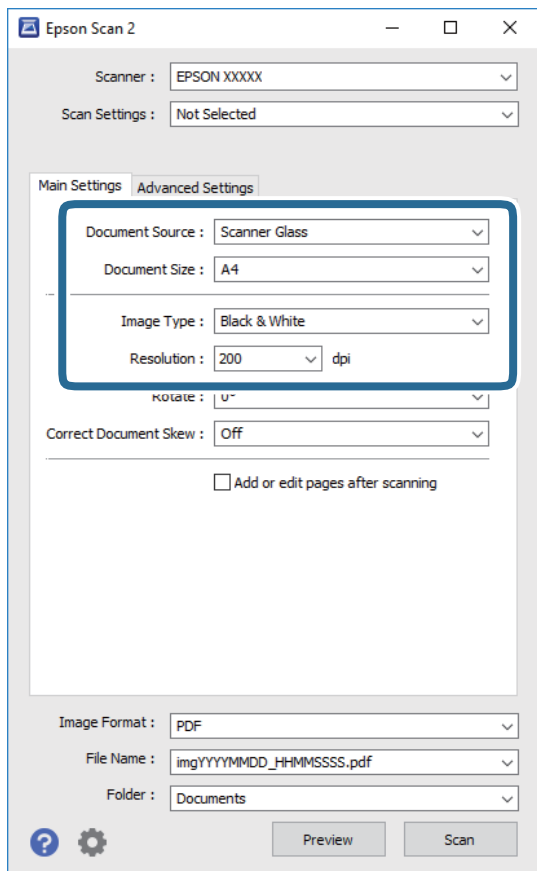 Epson Scan 2
Scanner : EPSON XXXXX
Scan Settings : Not Selected
Main Settings Advanced Settings
Document Source : Scanner Glass
Document Size : A4
Image Type : Black & White
Resolution : 200 dpi
Rotate : 0°
Correct Document Skew : Off
Add or edit pages after scanning
Image Format : PDF
File Name : imgYYYYMMDD_HHMMSSSS.pdf
Folder : Documents
? Preview Scan